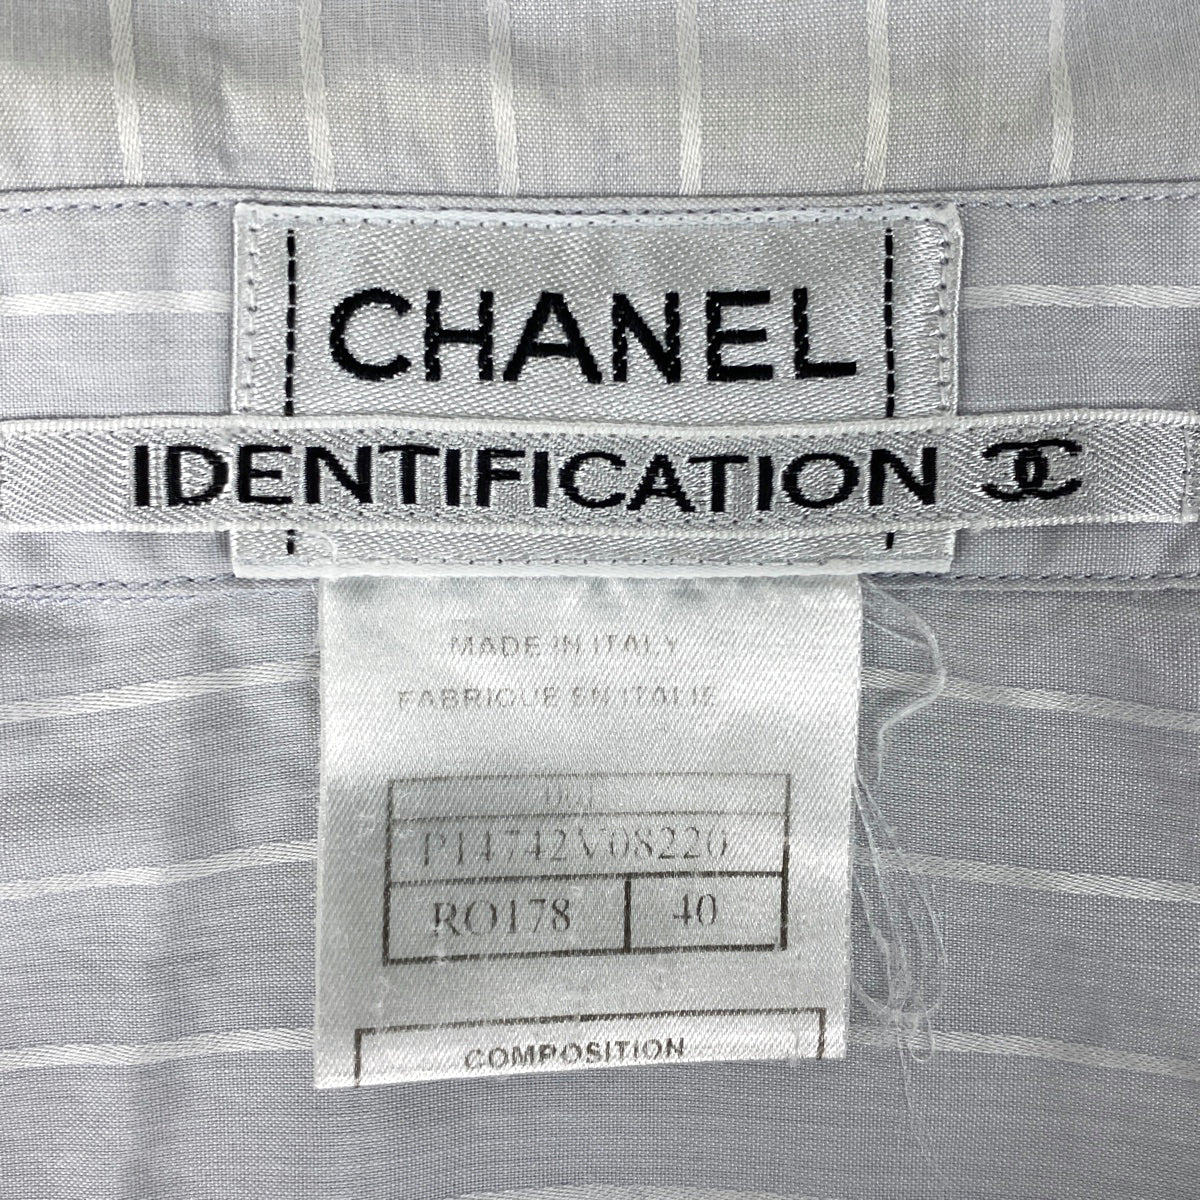 CHANEL
IDENTIFICATION
MADE IN ITALY
FABRIQUE EN ITALIE
P14742V08220
RO178 40
COMPOSITION